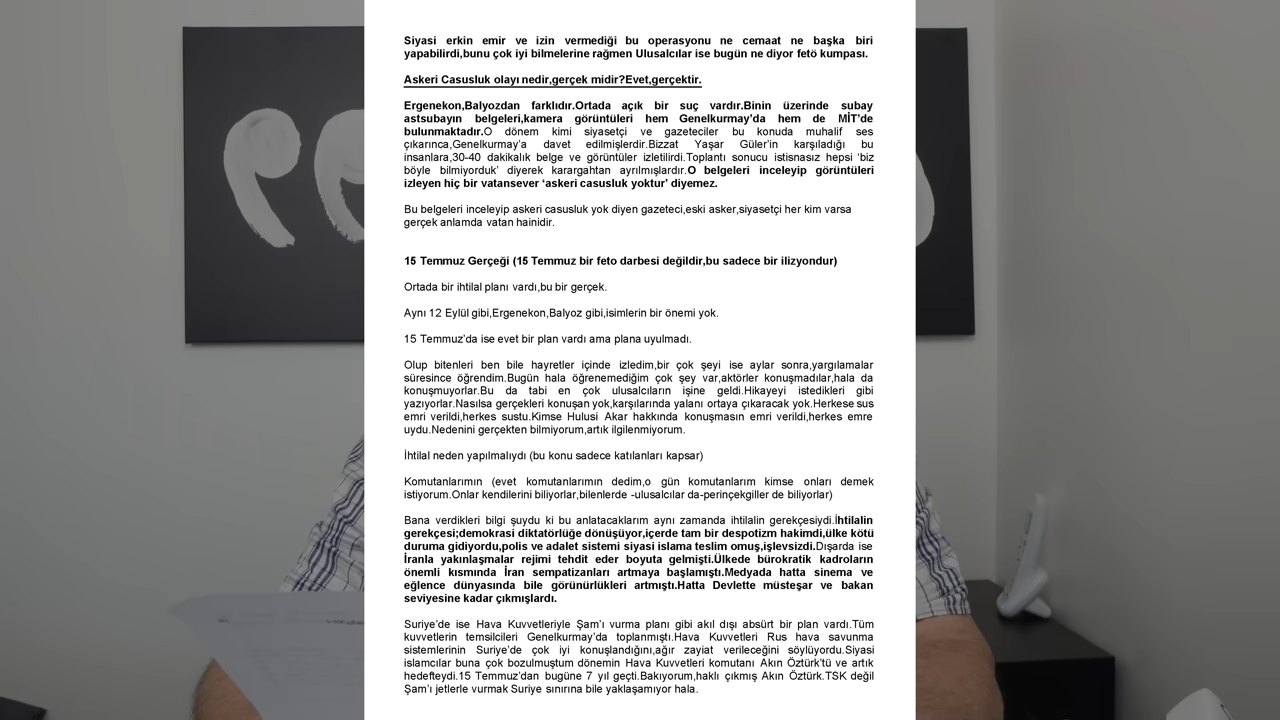 Siyasi erkin emir ve izin vermediği bu operasyonu ne cemaat ne başka biri
yapabilirdi,bunu çok iyi bilmelerine rağmen Ulusalcılar ise bugün ne diyor fetö kumpası.
Askeri Casusluk olayı nedir,gerçek midir?Evet,gerçektir.
Ergenekon,Balyozdan farklıdır.Ortada açık bir suç vardır.Binin üzerinde subay
astsubayın belgeleri,kamera görüntüleri hem Genelkurmay’da hem de MİT’de
bulunmaktadır.O dönem kimi siyasetçi ve gazeteciler bu konuda muhalif ses
çıkarınca,Genelkurmay’a davet edilmişlerdir.Bizzat Yaşar Güler’in karşıladığı bu
insanlara,30-40 dakikalık belge ve görüntüler izletilirdi.Toplantı sonucu istisnasız hepsi ‘biz
böyle bilmiyorduk’ diyerek karargahtan ayrılmışlardır.O belgeleri inceleyip görüntüleri
izleyen hiç bir vatansever ‘askeri casusluk yoktur’ diyemez.
Bu belgeleri inceleyip askeri casusluk yok diyen gazeteci,eski asker,siyasetçi her kim varsa
gerçek anlamda vatan hainidir.
15 Temmuz Gerçeği (15 Temmuz bir feto darbesi değildir,bu sadece bir ilizyondur)
Ortada bir ihtilal planı vardı,bu bir gerçek.
Aynı 12 Eylül gibi,Ergenekon,Balyoz gibi,isimlerin bir önemi yok.
15 Temmuz’da ise evet bir plan vardı ama plana uyulmadı.
Olup bitenleri ben bile hayretler içinde izledim,bir çok şeyi ise aylar sonra,yargılamalar
süresince öğrendim.Bugün hala öğrenemediğim çok şey var,aktörler konuşmadılar,hala da
konuşmuyorlar.Bu da tabi en çok ulusalcıların işine geldi.Hikayeyi istedikleri gibi
yazıyorlar.Nasılsa gerçekleri konuşan yok,karşılarında yalanı ortaya çıkaracak yok.Herkese sus
emri verildi,herkes sustu.Kimse Hulusi Akar hakkında konuşmasın emri verildi,herkes emre
uydu.Nedenini gerçekten bilmiyorum,artık ilgilenmiyorum.
İhtilal neden yapılmalıydı (bu konu sadece katılanları kapsar)
Komutanlarımın (evet komutanlarımın dedim,o gün komutanlarım kimse onları demek
istiyorum.Onlar kendilerini biliyorlar,bilenlerde -ulusalcılar da-perinçekgiller de biliyorlar)
Bana verdikleri bilgi şuydu ki bu anlatacaklarım aynı zamanda ihtilalin gerekçesiydi.İhtilalin
gerekçesi;demokrasi diktatörlüğe dönüşüyor,içerde tam bir despotizm hakimdi,ülke kötü
duruma gidiyordu,polis ve adalet sistemi siyasi islama teslim omuş,işlevsizdi.Dışarda ise
İranla yakınlaşmalar rejimi tehdit eder boyuta gelmişti.Ülkede bürokratik kadroların
önemli kısmında İran sempatizanları artmaya başlamıştı.Medyada hatta sinema ve
eğlence dünyasında bile görünürlükleri artmıştı.Hatta Devlette müsteşar ve bakan
seviyesine kadar çıkmışlardı.
Suriye’de ise Hava Kuvvetleriyle Şam’ı vurma planı gibi akıl dışı absürt bir plan vardı.Tüm
kuvvetlerin temsilcileri Genelkurmay’da toplanmıştı.Hava Kuvvetleri Rus hava savunma
sistemlerinin Suriye’de çok iyi konuşlandığını,ağır zayiat verileceğini söylüyordu.Siyasi
islamcılar buna çok bozulmuştum dönemin Hava Kuvvetleri komutanı Akın Öztürk’tü ve artık
hedefteydi.15 Temmuz’dan bugüne 7 yıl geçti.Bakıyorum,haklı çıkmış Akın Öztürk.TSK değil
Şam’ı jetlerle vurmak Suriye sınırına bile yaklaşamıyor hala.